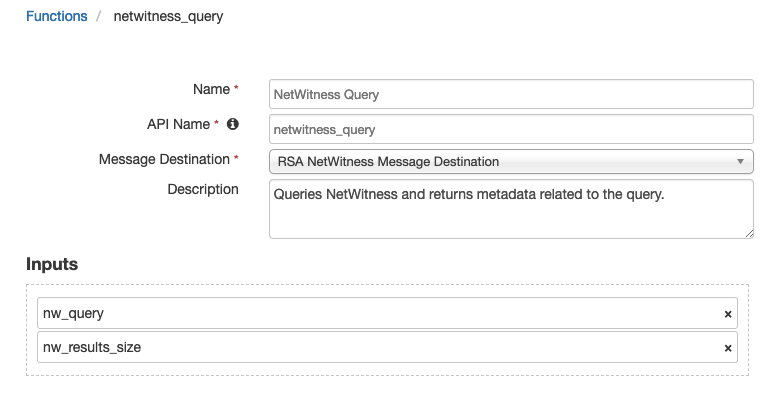 Functions / netwitness_query
Name *
NetWitness Query
API Name *
netwitness_query
Message Destination *
RSA NetWitness Message Destination
Description
Queries NetWitness and returns metadata related to the query.
Inputs
nw_query ×
nw_results_size ×